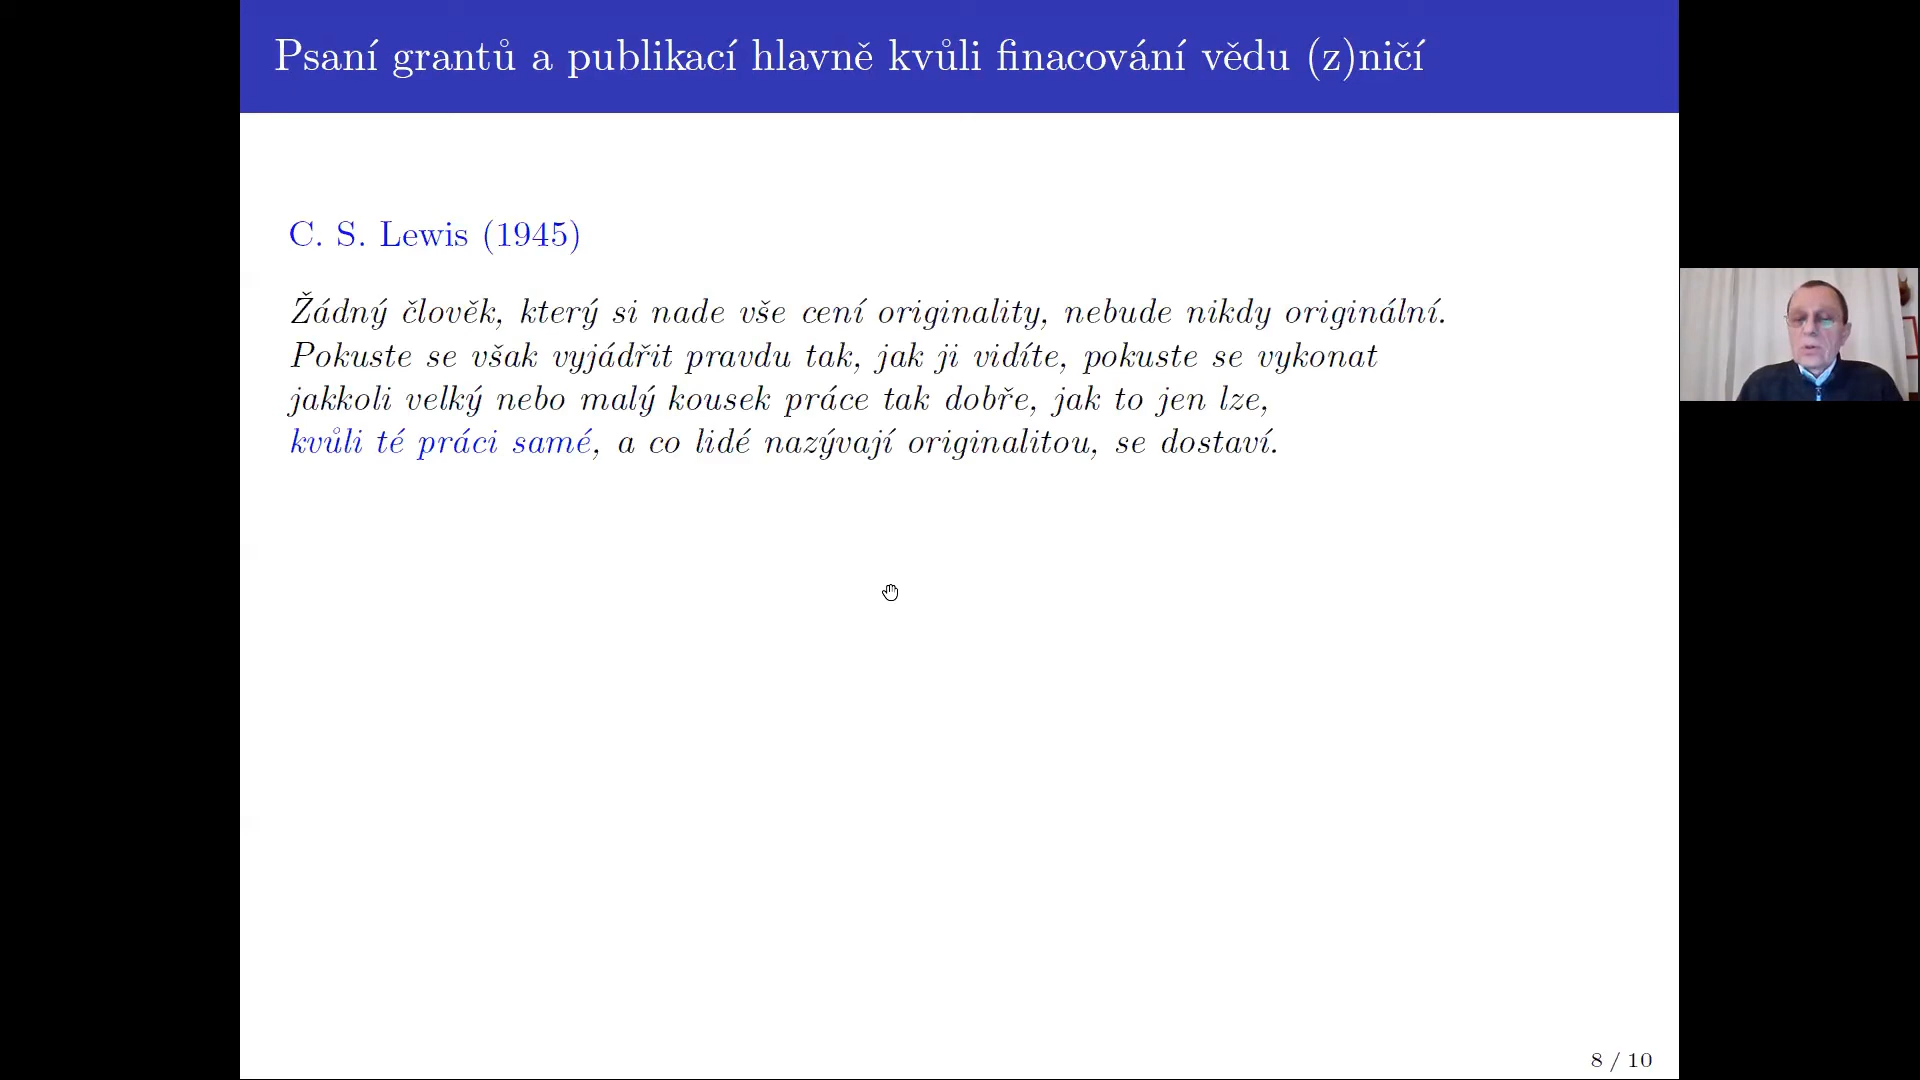 Psaní grantů a publikací hlavně kvůli finacování vědu (z)ničí
C. S. Lewis (1945)
Žádný člověk, který si nade vše cení originality, nebude nikdy originální.
Pokuste se však vyjádřit pravdu tak, jak ji vidíte, pokuste se vykonat
jakkoli velký nebo malý kousek práce tak dobře, jak to jen lze,
kvůli té práci samé, a co lidé nazývají originalitou, se dostaví.
8 / 10